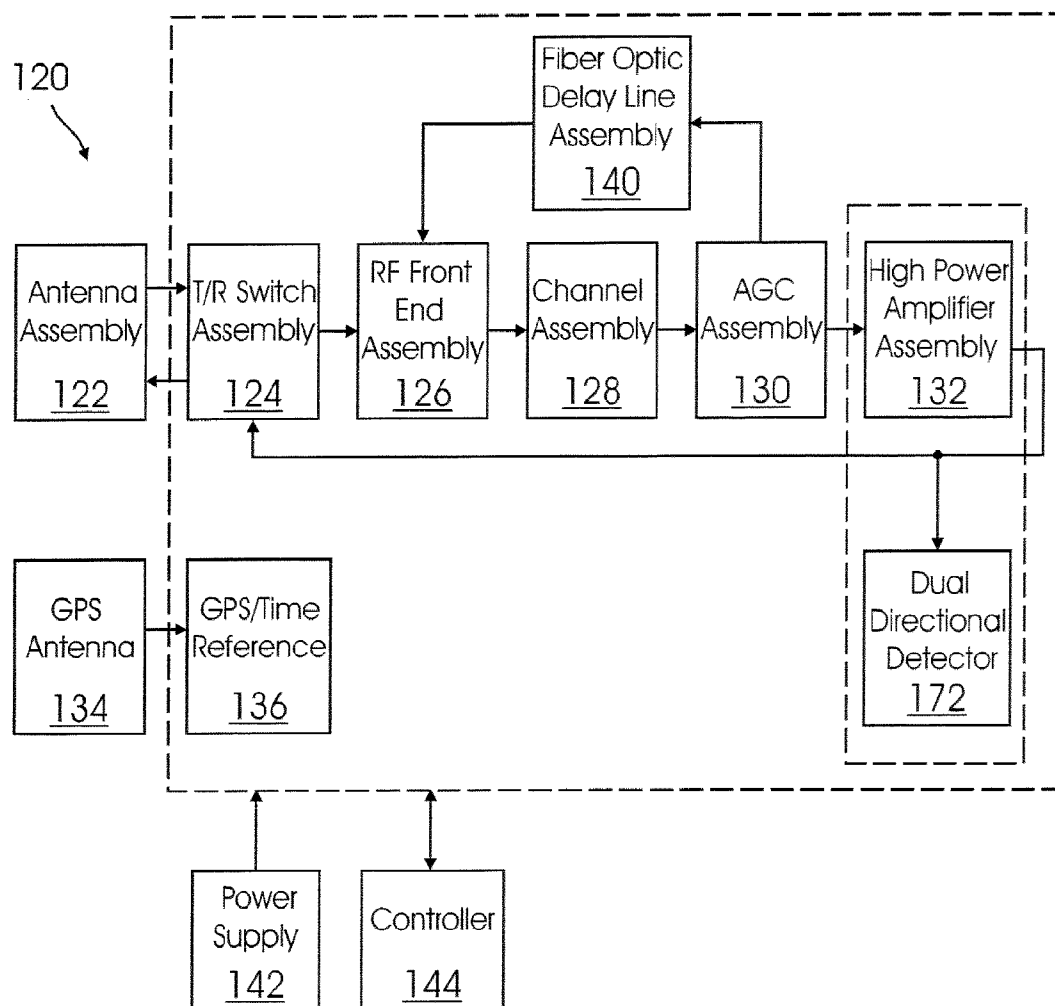 120
Fiber Optic
Delay Line
Assembly
140
Antenna
Assembly
122
T/R Switch
Assembly
124
RF Front
End
Assembly
126
Channel
Assembly
128
AGC
Assembly
130
High Power
Amplifier
Assembly
132
GPS
Antenna
134
GPS/Time
Reference
136
Dual
Directional
Detector
172
Power
Supply
142
Controller
144